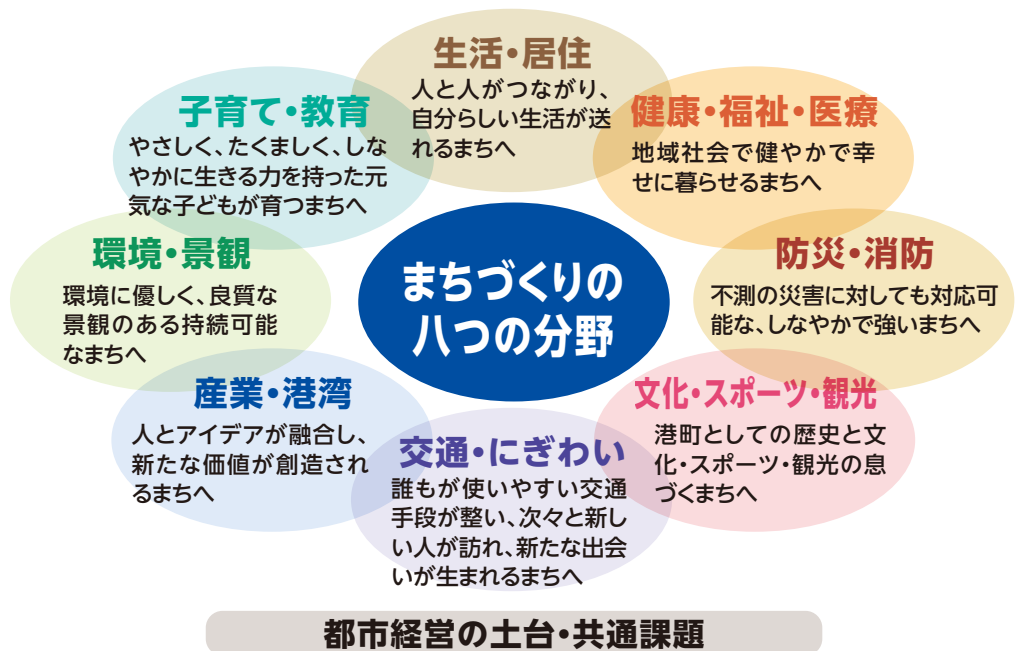 生活・居住
人と人がつながり、
自分らしい生活が送
れるまちへ
健康・福祉・医療
地域社会で健やかで幸
せに暮らせるまちへ
防災・消防
不測の災害に対しても対応可
能な、しなやかで強いまちへ
文化・スポーツ・観光
港町としての歴史と文
化・スポーツ・観光の息
づくまちへ
交通・にぎわい
誰もが使いやすい交通
手段が整い、次々と新し
い人が訪れ、新たな出会
いが生まれるまちへ
産業・港湾
人とアイデアが融合し、
新たな価値が創造され
るまちへ
環境・景観
環境に優しく、良質な
景観のある持続可能
なまちへ
子育て・教育
やさしく、たくましく、しな
やかに生きる力を持った元
気な子どもが育つまちへ
まちづくりの
八つの分野
都市経営の土台・共通課題